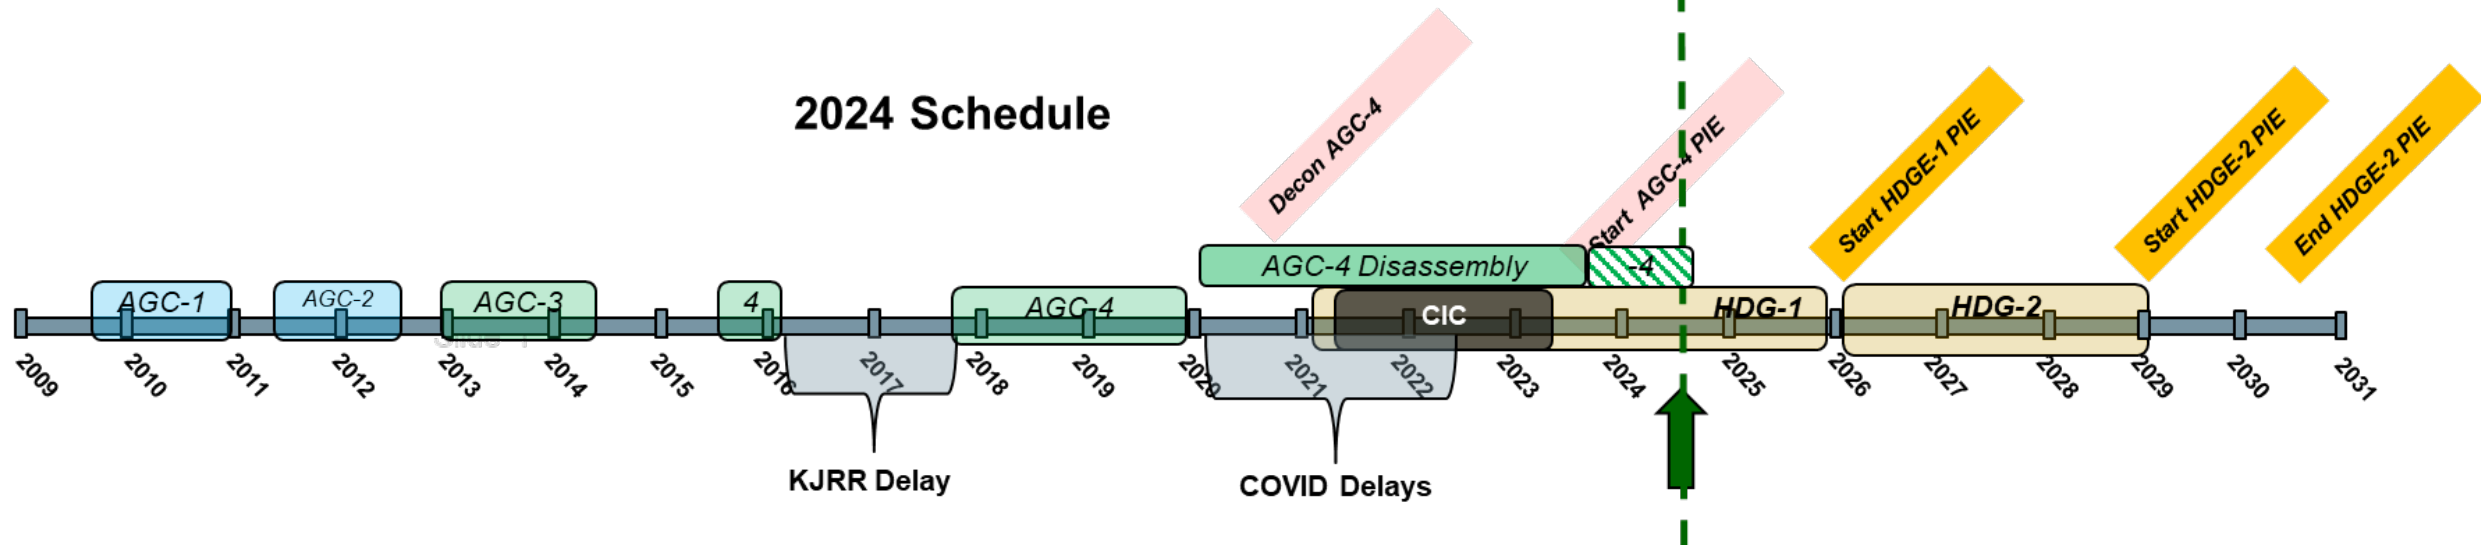 2024 Schedule
Decon AGC-4
Start AGC-4 PIE
Start HDGE-1 PIE
Start HDGE-2 PIE
End HDGE-2 PIE
AGC-4 Disassembly
-4
AGC-1
AGC-2
AGC-3
4
AGC-4
CIC
HDG-1
HDG-2
2009
2010
2011
2012
2013
2014
2015
2016
2017
2018
2019
2020
2021
2022
2023
2024
2025
2026
2027
2028
2029
2030
2031
KJRR Delay
COVID Delays